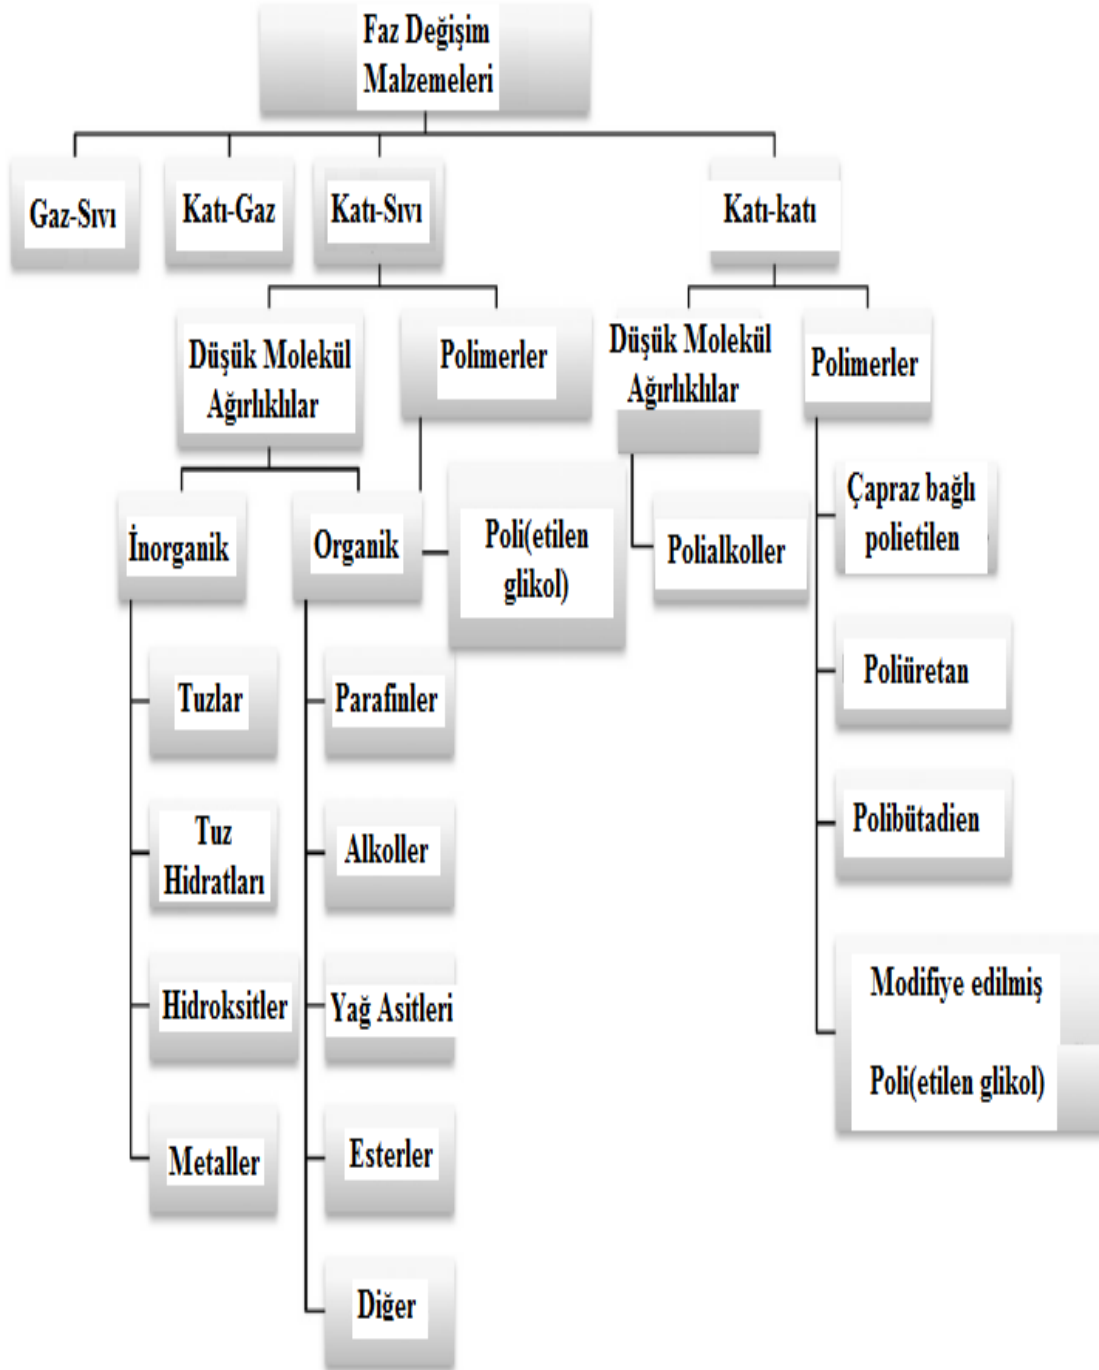 Faz Değişim
Malzemeleri
Gaz-Sıvı
Katı-Gaz
Katı-Sıvı
Katı-katı
Düşük Molekül
Ağırlıklılar
Polimerler
Düşük Molekül
Ağırlıklılar
Polimerler
İnorganik
Organik
Poli(etilen
glikol)
Polialkoller
Çapraz bağlı
polietilen
Tuzlar
Parafinler
Poliüretan
Tuz
Hidratları
Alkoller
Polibütadien
Hidroksitler
Yağ Asitleri
Modifiye edilmiş
Poli(etilen glikol)
Metaller
Esterler
Diğer